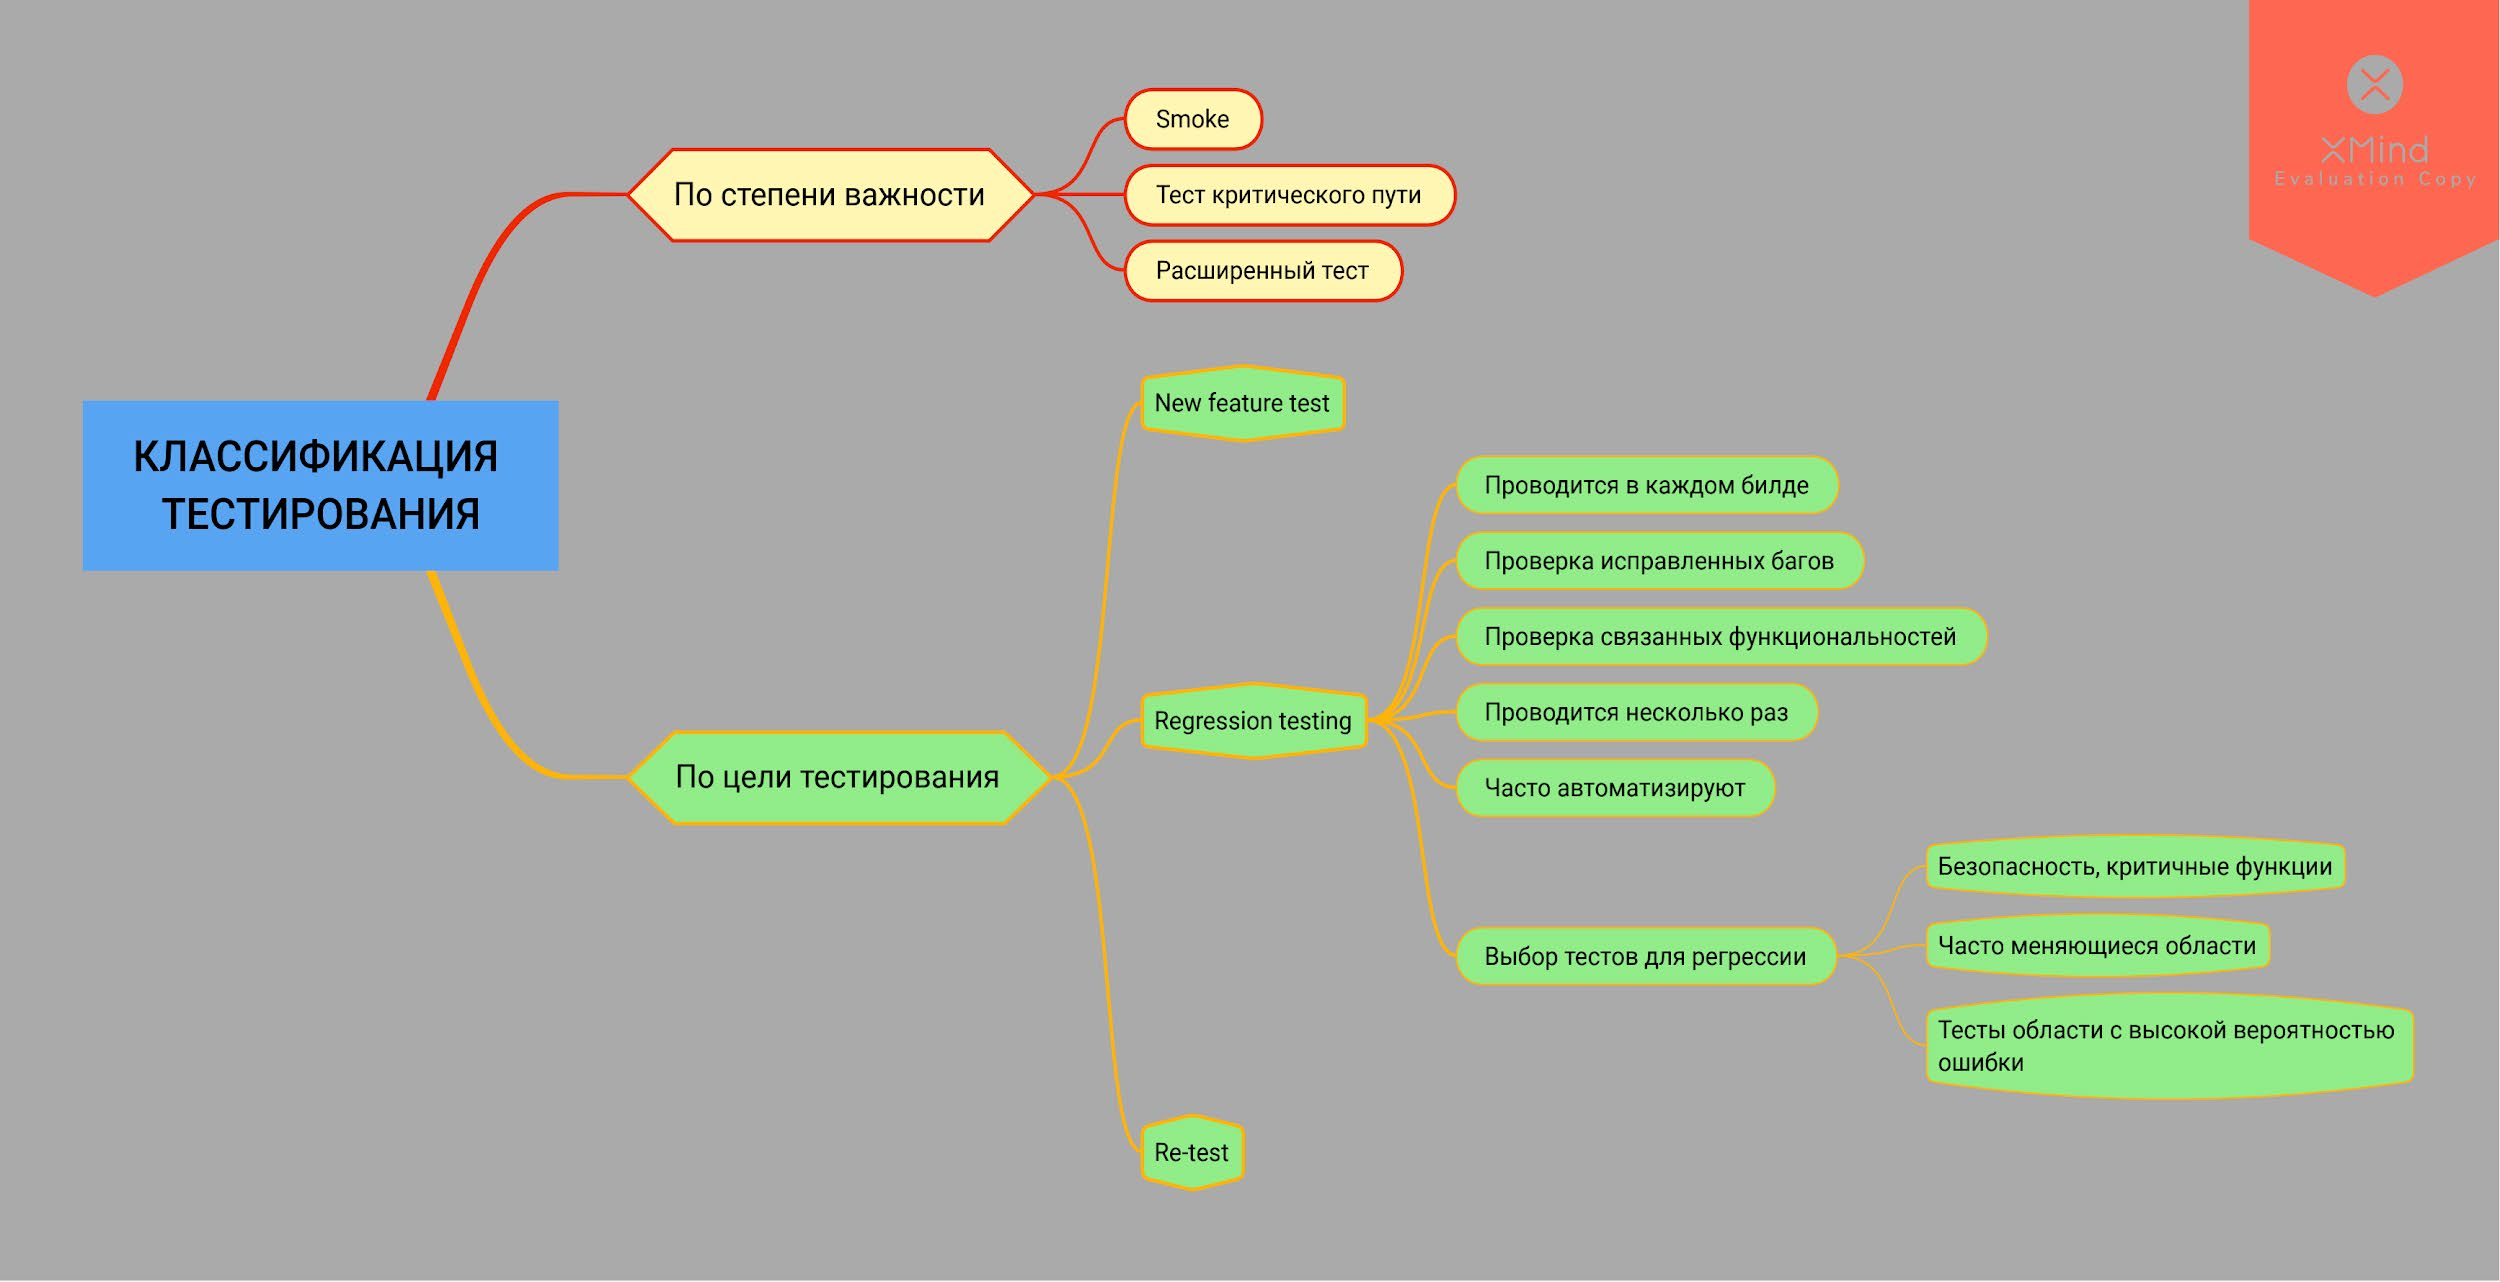 XMind
Evaluation Copy
КЛАССИФИКАЦИЯ
ТЕСТИРОВАНИЯ
По степени важности
Smoke
Тест критического пути
Расширенный тест
По цели тестирования
New feature test
Regression testing
Проводится в каждом билде
Проверка исправленных багов
Проверка связанных функциональностей
Проводится несколько раз
Часто автоматизируют
Выбор тестов для регрессии
Безопасность, критичные функции
Часто меняющиеся области
Тесты области с высокой вероятностью
ошибки
Re-test